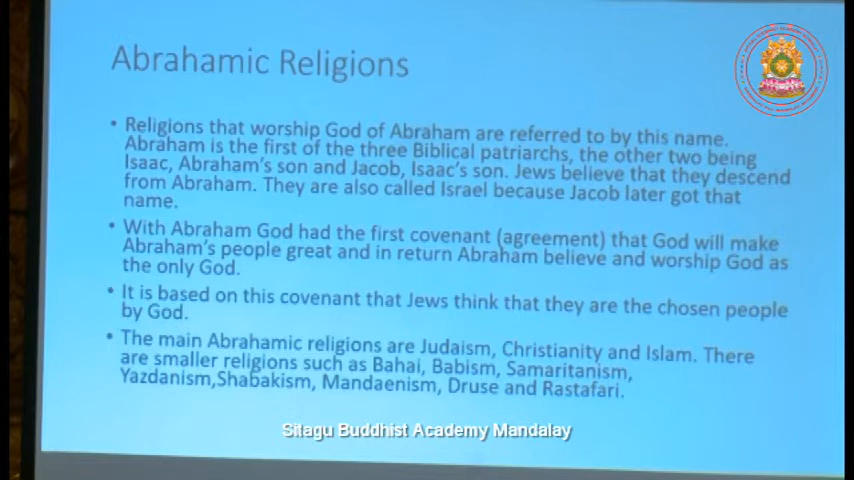 Abrahamic Religions
• Religions that worship God of Abraham are referred to by this name.
Abraham is the first of the three Biblical patriarchs, the other two being
Isaac, Abraham's son and Jacob, Isaac's son. Jews believe that they descend
from Abraham. They are also called Israel because Jacob later got that
name.
• With Abraham God had the first covenant (agreement) that God will make
Abraham's people great and in return Abraham believe and worship God as
the only God.
• It is based on this covenant that Jews think that they are the chosen people
by God.
• The main Abrahamic religions are Judaism, Christianity and Islam. There
are smaller religions such as Bahai, Babism, Samaritanism,
Yazdanism,Shabakism, Mandaenism, Druse and Rastafari.
Sitagu Buddhist Academy Mandalay